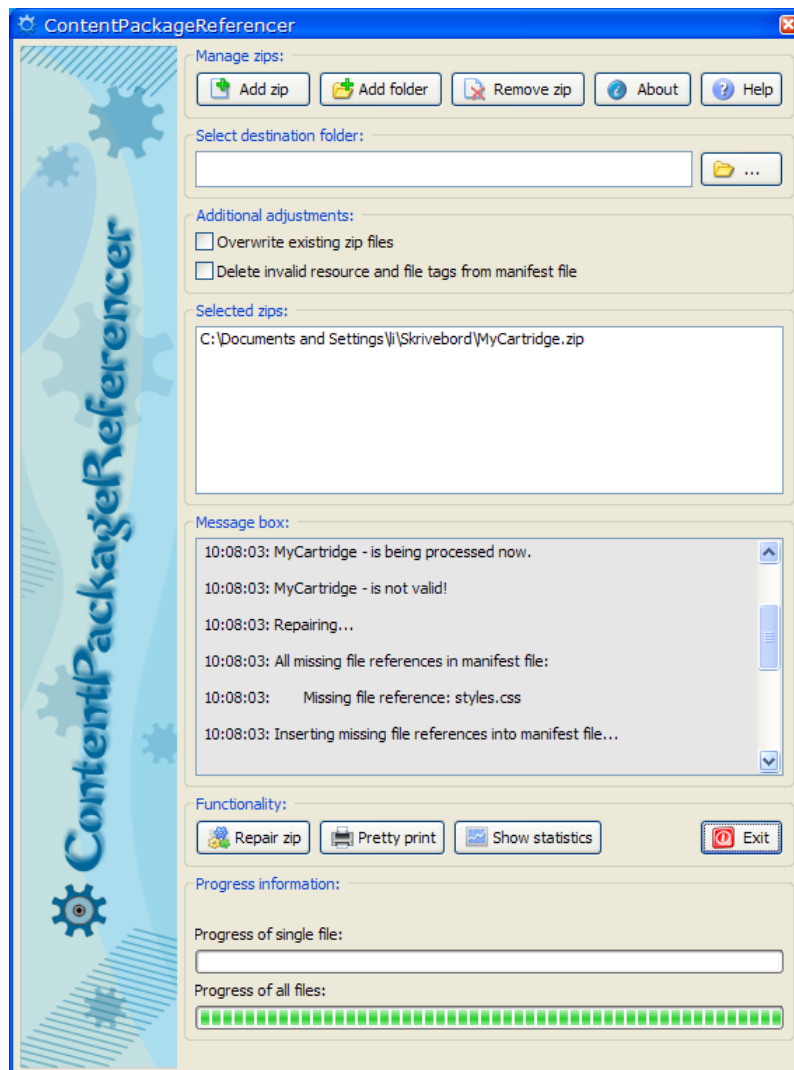 ContentPackageReferencer
ContentPackageReferencer
Manage zips:
Add zip Add folder Remove zip About Help
Select destination folder:
...
Additional adjustments:
Overwrite existing zip files
Delete invalid resource and file tags from manifest file
Selected zips:
C:\Documents and Settings\li\Skrivebord\MyCartridge.zip
Message box:
10:08:03: MyCartridge - is being processed now.
10:08:03: MyCartridge - is not valid!
10:08:03: Repairing...
10:08:03: All missing file references in manifest file:
10:08:03: Missing file reference: styles.css
10:08:03: Inserting missing file references into manifest file...
Functionality:
Repair zip Pretty print Show statistics Exit
Progress information:
Progress of single file:
Progress of all files: